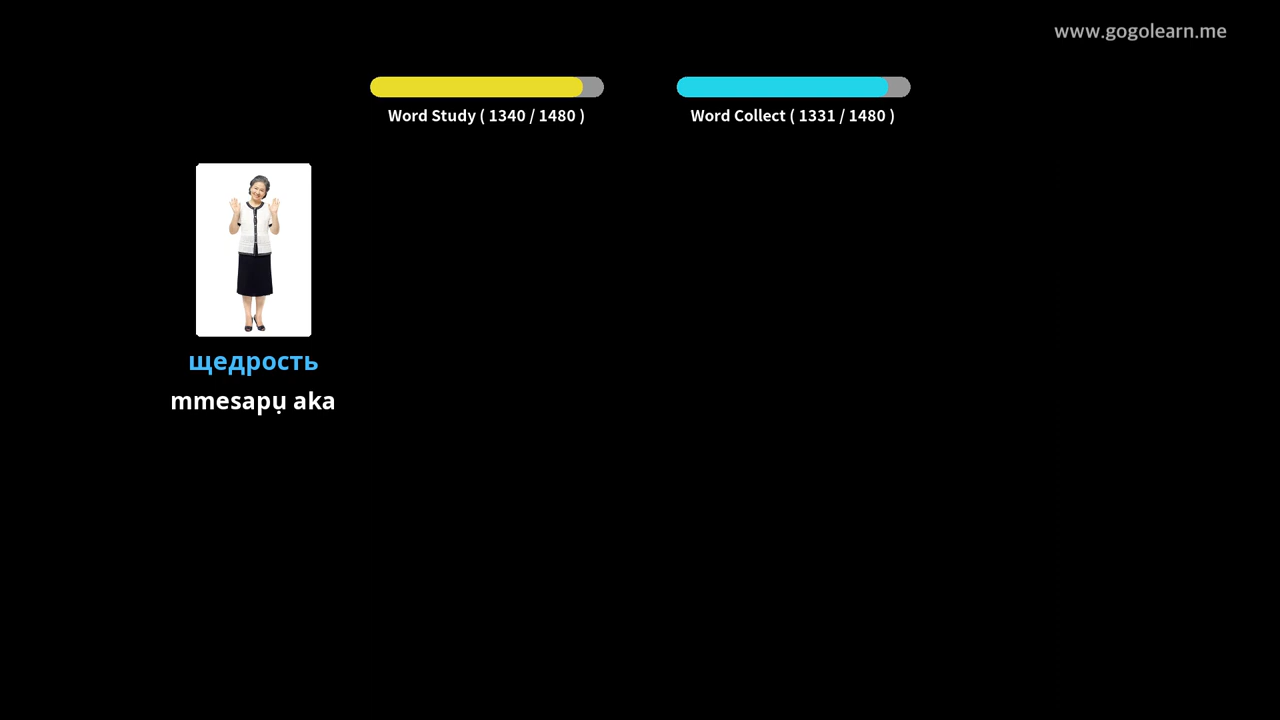 www.gogolearn.me
Word Study ( 1340 / 1480 )
Word Collect ( 1331 / 1480 )
щедрость
mmesapụ aka